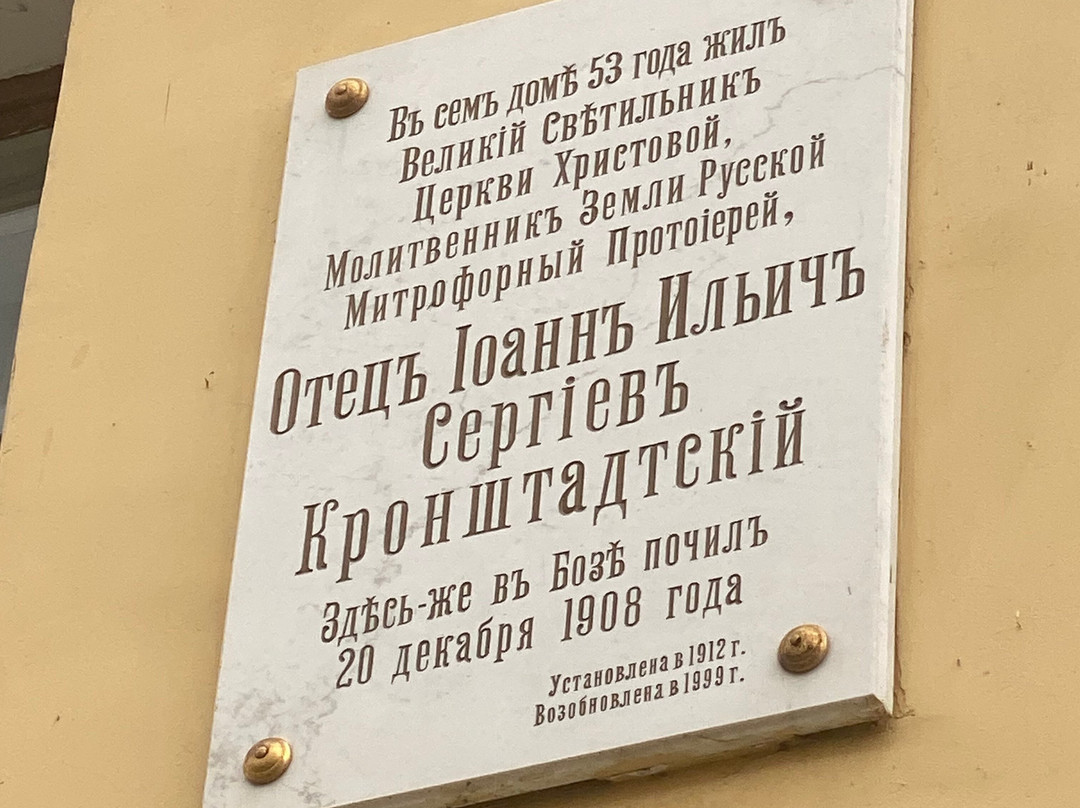 Въ семъ домѣ 53 года жилъ
Великій Свѣтильникъ
Церкви Христовой,
Молитвенникъ Земли Русской
Митрофорный Протоіерей,
Отецъ Іоаннъ Ильичъ
Сергіевъ
Кронштадтскій
Здѣсь-же въ Бозѣ почилъ
20 декабря 1908 года
Установлена в 1912 г.
Возобновлена в 1999 г.